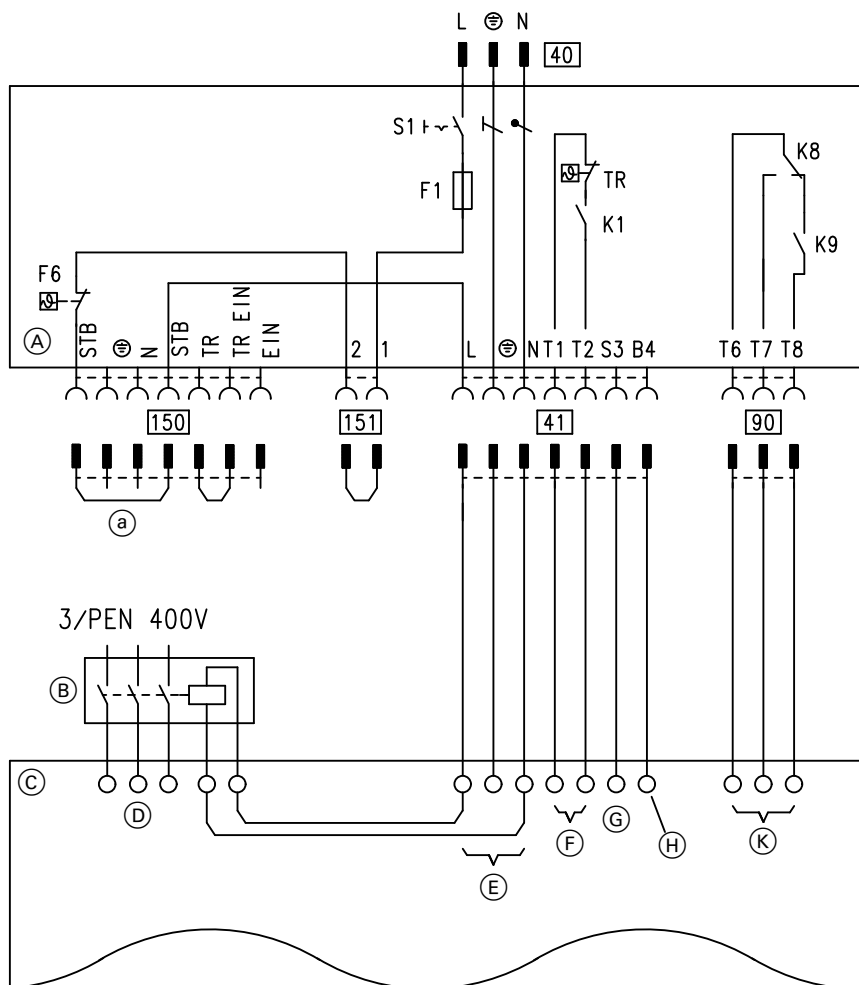 L ⏚ N 40
S1
F1
TR
K1
K8
K9
F6
A
STB ⏚ N STB TR TR EIN EIN
2 1
L ⏚ N T1 T2 S3 B4
T6 T7 T8
150 151 41 90
a
3/PEN 400V
B
C
D
E
F
G
H
K